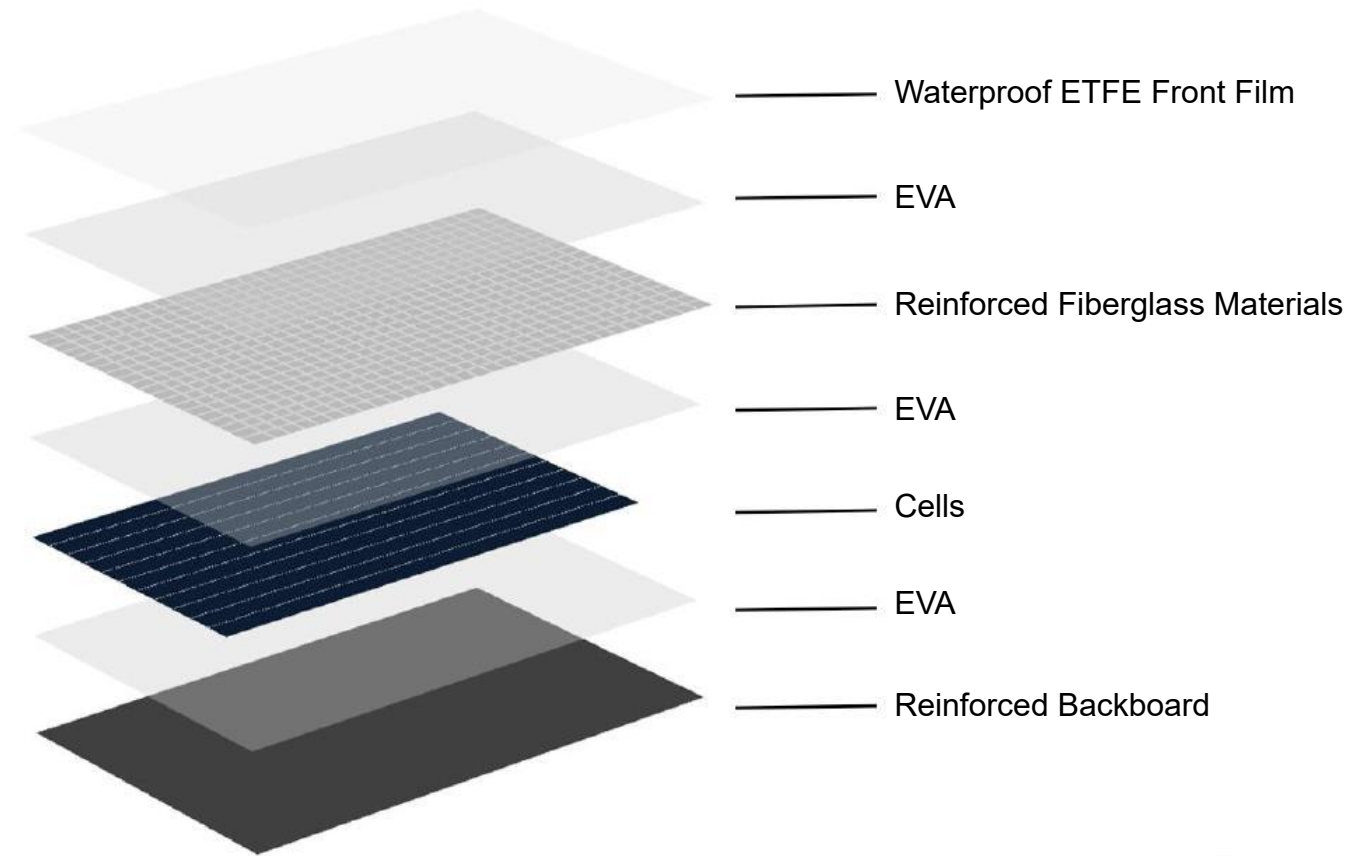 Waterproof ETFE Front Film
EVA
Reinforced Fiberglass Materials
EVA
Cells
EVA
Reinforced Backboard